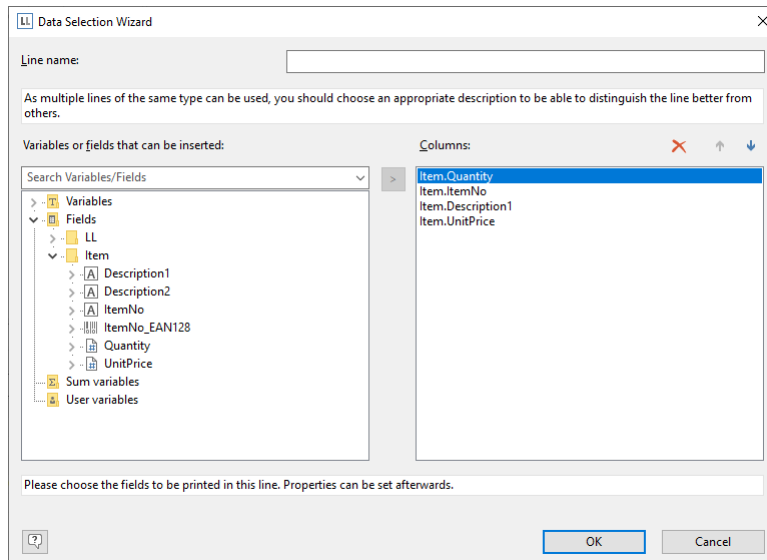 LL Data Selection Wizard
Line name:
As multiple lines of the same type can be used, you should choose an appropriate description to be able to distinguish the line better from
others.
Variables or fields that can be inserted:
Columns:
Search Variables/Fields
>
Item.Quantity
Item.ItemNo
Item.Description1
Item.UnitPrice
T Variables
Fields
LL
Item
A Description1
A Description2
A ItemNo
ItemNo_EAN128
# Quantity
# UnitPrice
Σ Sum variables
User variables
Please choose the fields to be printed in this line. Properties can be set afterwards.
?
OK
Cancel